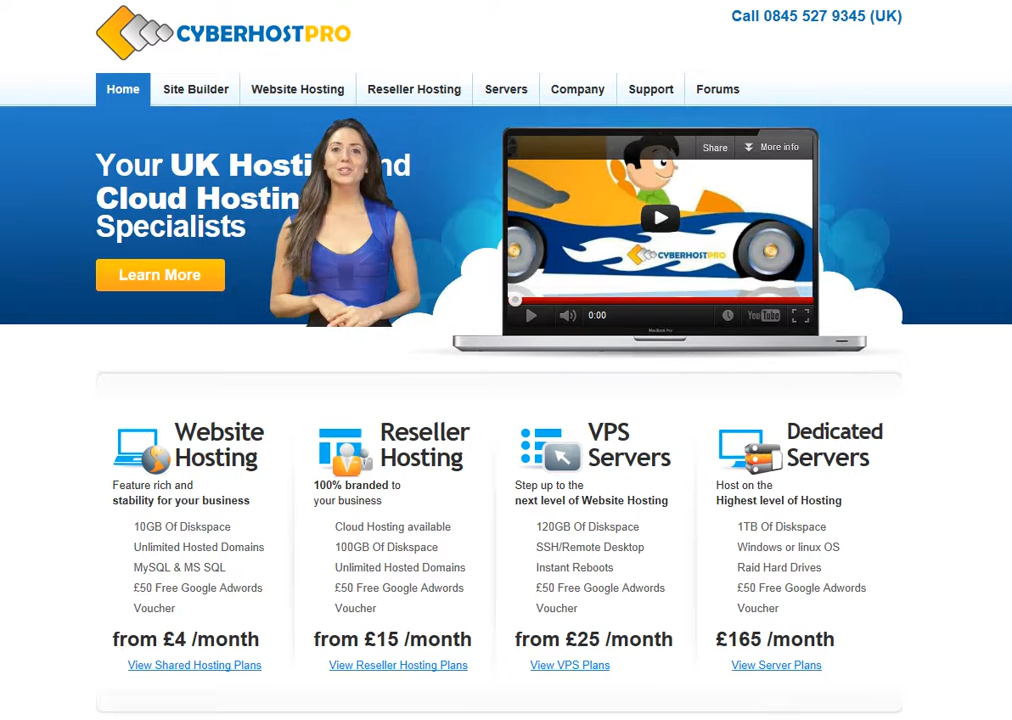 CYBERHOSTPRO
Call 0845 527 9345 (UK)
Home
Site Builder
Website Hosting
Reseller Hosting
Servers
Company
Support
Forums
Your UK Hosti nd
Cloud Hostin
Specialists
Learn More
Share
More info
CYBERHOSTPRO
0:00
YouTube
MacBook Pro
Website
Hosting
Feature rich and
stability for your business
10GB Of Diskspace
Unlimited Hosted Domains
MySQL & MS SQL
£50 Free Google Adwords
Voucher
from £4 /month
View Shared Hosting Plans
Reseller
Hosting
100% branded to
your business
Cloud Hosting available
100GB Of Diskspace
Unlimited Hosted Domains
£50 Free Google Adwords
Voucher
from £15 /month
View Reseller Hosting Plans
VPS
Servers
Step up to the
next level of Website Hosting
120GB Of Diskspace
SSH/Remote Desktop
Instant Reboots
£50 Free Google Adwords
Voucher
from £25 /month
View VPS Plans
Dedicated
Servers
Host on the
Highest level of Hosting
1TB Of Diskspace
Windows or linux OS
Raid Hard Drives
£50 Free Google Adwords
Voucher
£165 /month
View Server Plans